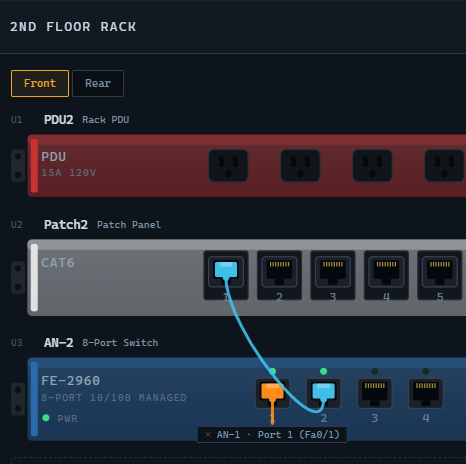 2ND FLOOR RACK
Front Rear
U1 PDU2 Rack PDU
PDU
15A 120V
U2 Patch2 Patch Panel
CAT6
1 2 3 4 5
U3 AN-2 8-Port Switch
FE-2960
8-PORT 10/100 MANAGED
PWR
1 2 3 4
× AN-1 · Port 1 (Fa0/1)